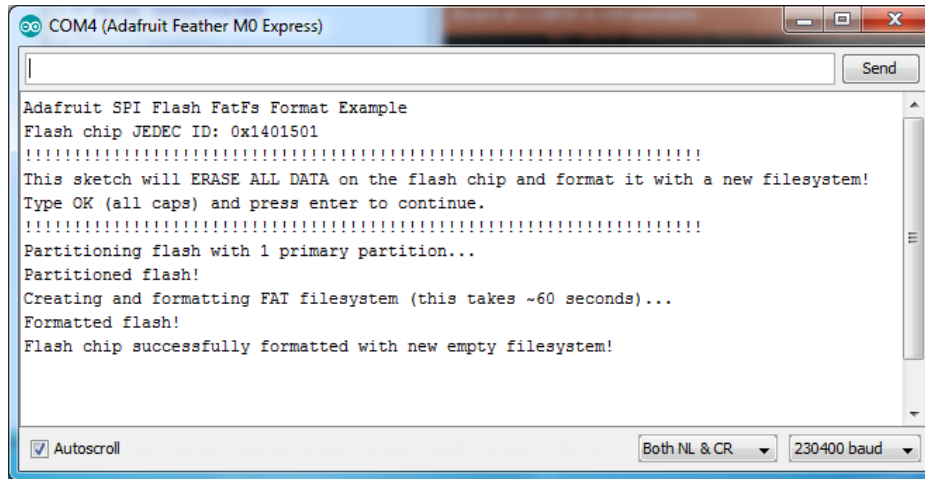 COM4 (Adafruit Feather M0 Express)
Send
Adafruit SPI Flash FatFs Format Example
Flash chip JEDEC ID: 0x1401501
!!!!!!!!!!!!!!!!!!!!!!!!!!!!!!!!!!!!!!!!!!!!!!!!!!!!!!!!!!!!!!!!!!!!!
This sketch will ERASE ALL DATA on the flash chip and format it with a new filesystem!
Type OK (all caps) and press enter to continue.
!!!!!!!!!!!!!!!!!!!!!!!!!!!!!!!!!!!!!!!!!!!!!!!!!!!!!!!!!!!!!!!!!!!!!
Partitioning flash with 1 primary partition...
Partitioned flash!
Creating and formatting FAT filesystem (this takes ~60 seconds)...
Formatted flash!
Flash chip successfully formatted with new empty filesystem!
Autoscroll
Both NL & CR
230400 baud